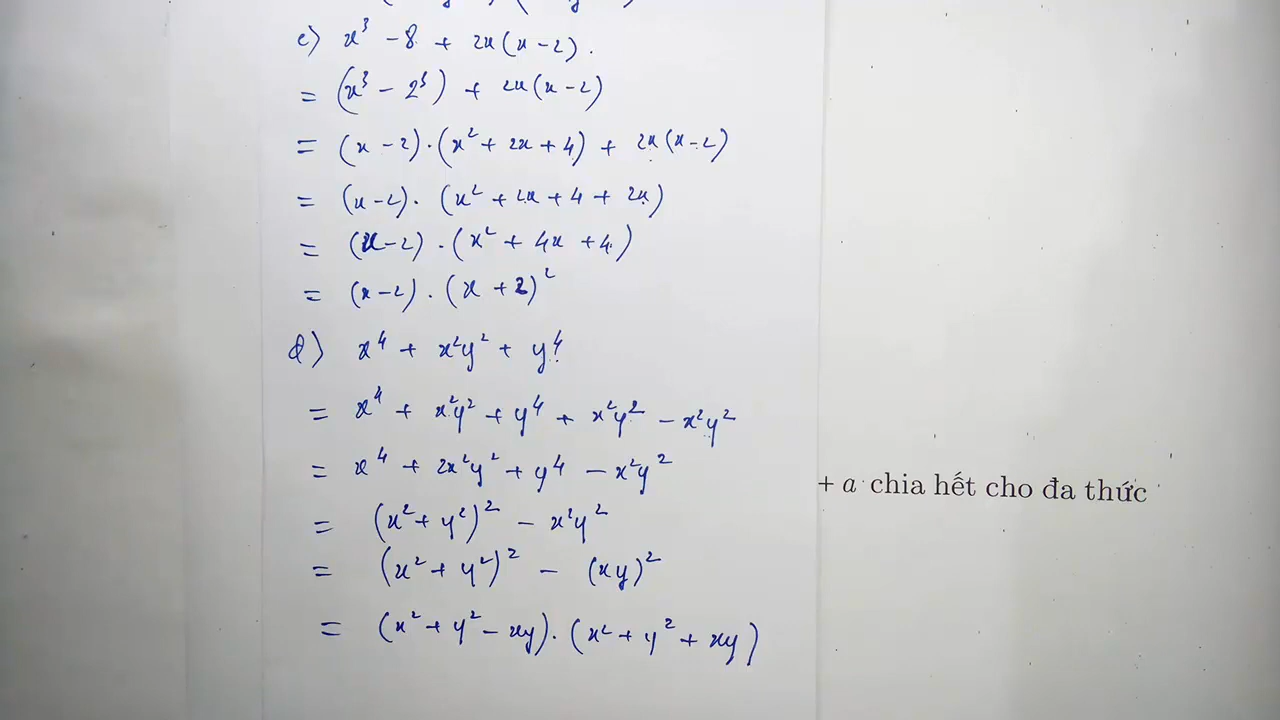 c) x³ - 8 + 2x(x - 2).
= (x³ - 2³) + 2x(x - 2)
= (x - 2).(x² + 2x + 4) + 2x(x - 2)
= (x - 2). (x² + 2x + 4 + 2x)
= (x - 2).(x² + 4x + 4)
= (x - 2).(x + 2)²
d) x⁴ + x²y² + y⁴
= x⁴ + x²y² + y⁴ + x²y² - x²y²
= x⁴ + 2x²y² + y⁴ - x²y²
+ a chia hết cho đa thức
= (x² + y²)² - x²y²
= (x² + y²)² - (xy)²
= (x² + y² - xy).(x² + y² + xy)